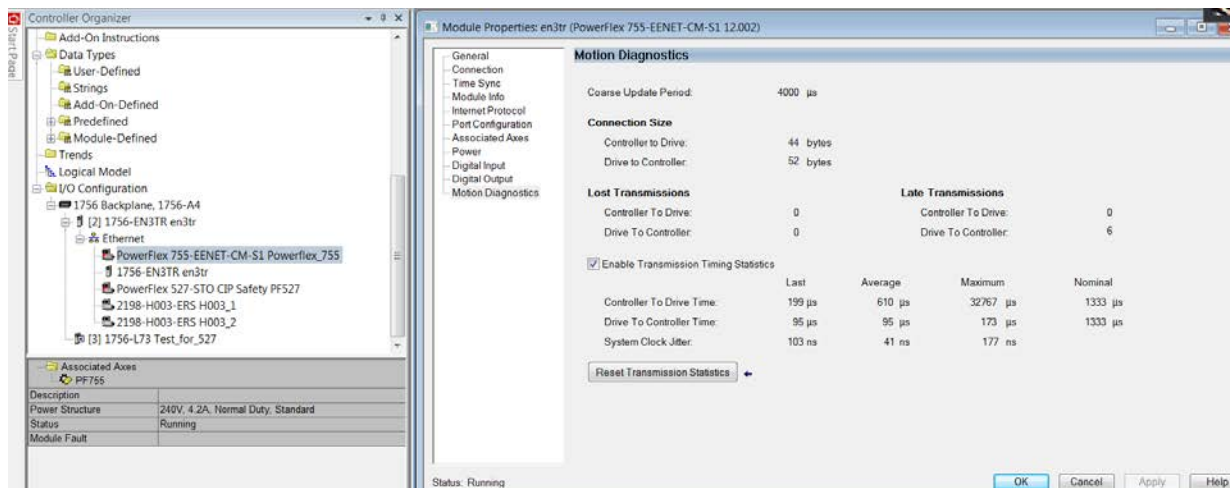 Start Page
Controller Organizer
Add-On Instructions
Data Types
User-Defined
Strings
Add-On-Defined
Predefined
Module-Defined
Trends
Logical Model
I/O Configuration
1756 Backplane, 1756-A4
[2] 1756-EN3TR en3tr
Ethernet
PowerFlex 755-EENET-CM-S1 Powerflex_755
1756-EN3TR en3tr
PowerFlex 527-STO CIP Safety PF527
2198-H003-ERS H003_1
2198-H003-ERS H003_2
[3] 1756-L73 Test_for_527
Associated Axes
PF755
Description
Power Structure 240V, 4.2A, Normal Duty, Standard
Status Running
Module Fault
Module Properties: en3tr (PowerFlex 755-EENET-CM-S1 12.002)
General
Connection
Time Sync
Module Info
Internet Protocol
Port Configuration
Associated Axes
Power
Digital Input
Digital Output
Motion Diagnostics
Motion Diagnostics
Coarse Update Period: 4000 µs
Connection Size
Controller to Drive: 44 bytes
Drive to Controller: 52 bytes
Lost Transmissions Late Transmissions
Controller To Drive: 0 Controller To Drive: 0
Drive To Controller: 0 Drive To Controller: 6
Enable Transmission Timing Statistics
Last Average Maximum Nominal
Controller To Drive Time: 199 µs 610 µs 32767 µs 1333 µs
Drive To Controller Time: 95 µs 95 µs 173 µs 1333 µs
System Clock Jitter: 103 ns 41 ns 177 ns
Reset Transmission Statistics
Status: Running
OK Cancel Apply Help